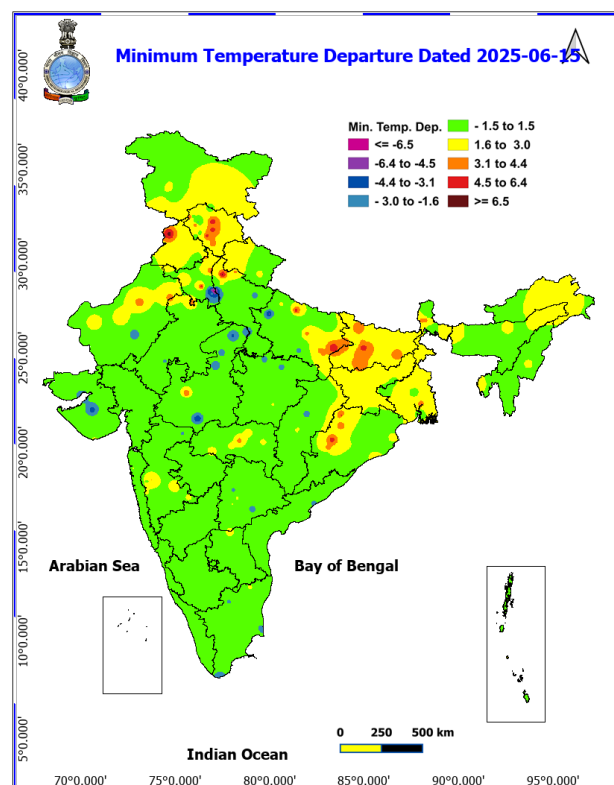 Minimum Temperature Departure Dated 2025-06-15
Min. Temp. Dep.
<= -6.5
-6.4 to -4.5
-4.4 to -3.1
- 3.0 to -1.6
- 1.5 to 1.5
1.6 to 3.0
3.1 to 4.4
4.5 to 6.4
>= 6.5
40°0.000'
35°0.000'
30°0.000'
25°0.000'
20°0.000'
15°0.000'
10°0.000'
5°0.000'
Arabian Sea
Bay of Bengal
0 250 500 km
Indian Ocean
70°0.000' 75°0.000' 80°0.000' 85°0.000' 90°0.000' 95°0.000'